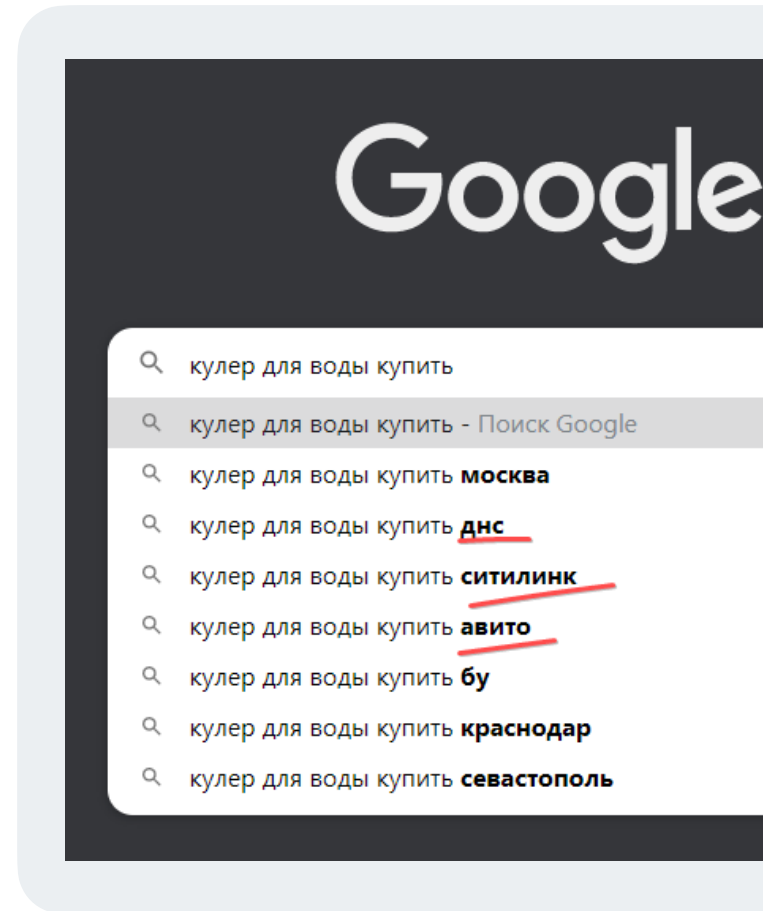 Google
кулер для воды купить
кулер для воды купить - Поиск Google
кулер для воды купить москва
кулер для воды купить днс
кулер для воды купить ситилинк
кулер для воды купить авито
кулер для воды купить бу
кулер для воды купить краснодар
кулер для воды купить севастополь